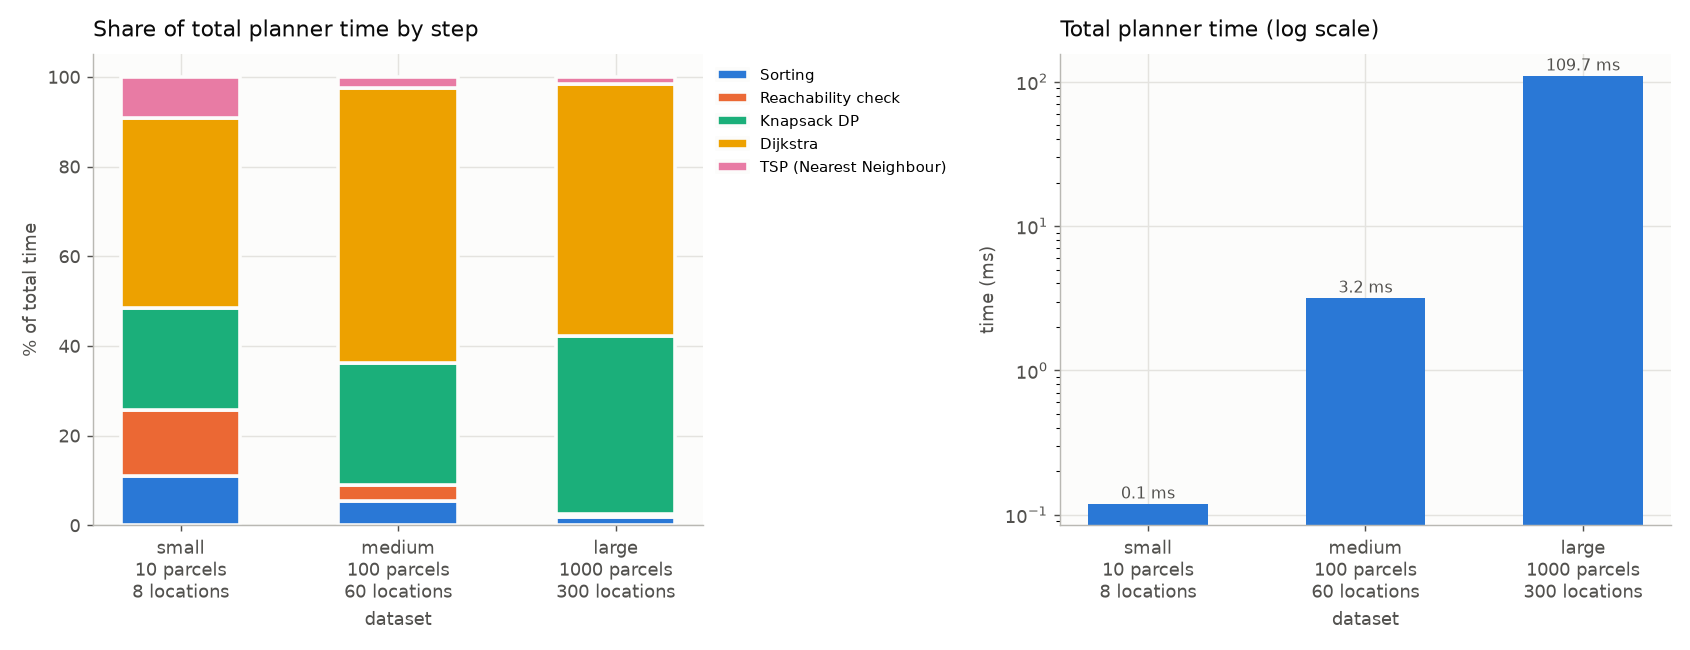 Share of total planner time by step
% of total time
100
80
60
40
20
0
small
10 parcels
8 locations
medium
100 parcels
60 locations
large
1000 parcels
300 locations
dataset
Sorting
Reachability check
Knapsack DP
Dijkstra
TSP (Nearest Neighbour)
Total planner time (log scale)
time (ms)
10²
10¹
10⁰
10⁻¹
0.1 ms
3.2 ms
109.7 ms
small
10 parcels
8 locations
medium
100 parcels
60 locations
large
1000 parcels
300 locations
dataset